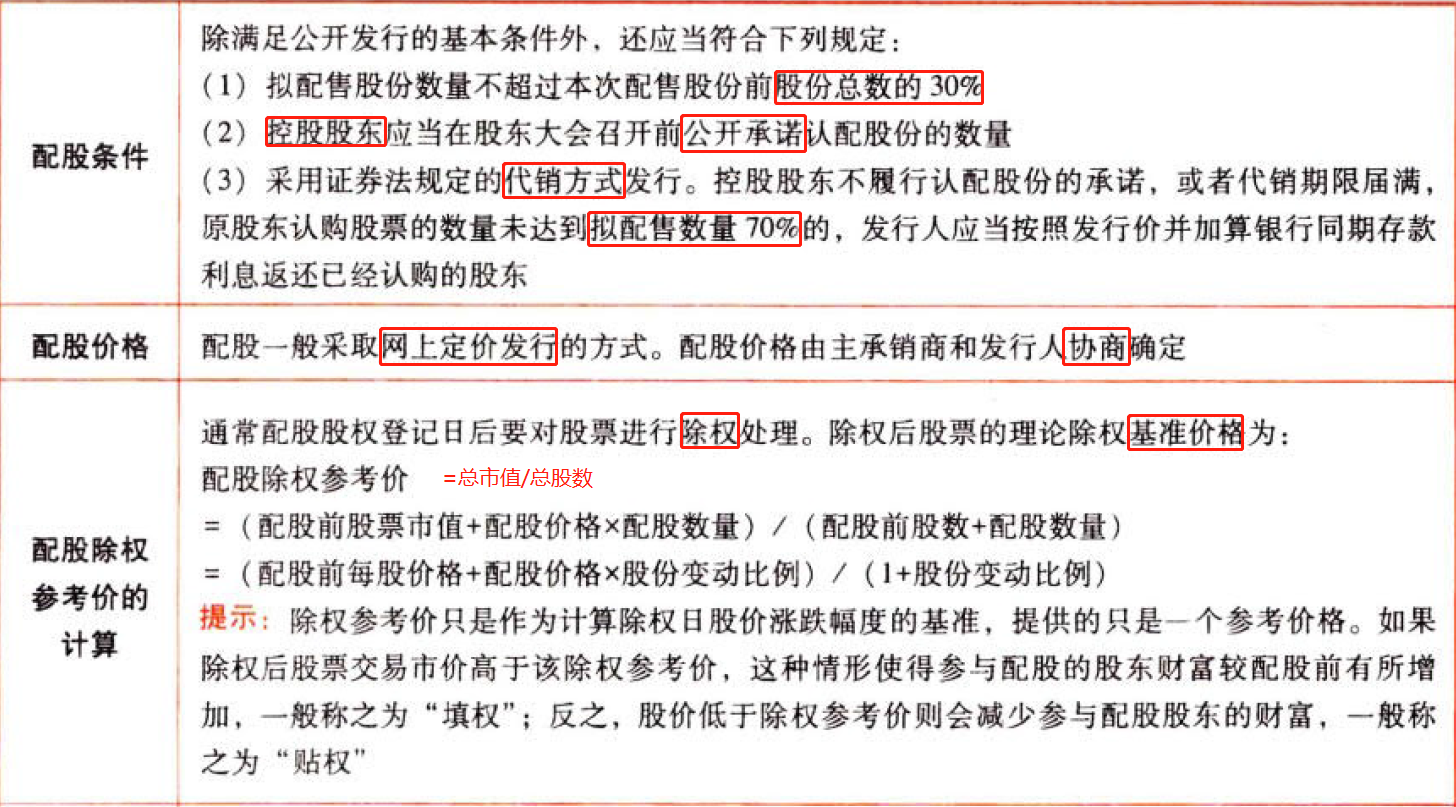 配股条件
除满足公开发行的基本条件外，还应当符合下列规定：
（1）拟配售股份数量不超过本次配售股份前股份总数的 30%
（2）控股股东应当在股东大会召开前公开承诺认配股份的数量
（3）采用证券法规定的代销方式发行。控股股东不履行认配股份的承诺，或者代销期限届满，
原股东认购股票的数量未达到拟配售数量 70%的，发行人应当按照发行价并加算银行同期存款
利息返还已经认购的股东
配股价格
配股一般采取网上定价发行的方式。配股价格由主承销商和发行人协商确定
配股除权
参考价的
计算
通常配股股权登记日后要对股票进行除权处理。除权后股票的理论除权基准价格为：
配股除权参考价 =总市值/总股数
=（配股前股票市值+配股价格×配股数量）/（配股前股数+配股数量）
=（配股前每股价格+配股价格×股份变动比例）/（1+股份变动比例）
提示：除权参考价只是作为计算除权日股价涨跌幅度的基准，提供的只是一个参考价格。如果
除权后股票交易市价高于该除权参考价，这种情形使得参与配股的股东财富较配股前有所增
加，一般称之为“填权”；反之，股价低于除权参考价则会减少参与配股股东的财富，一般称
之为“贴权”